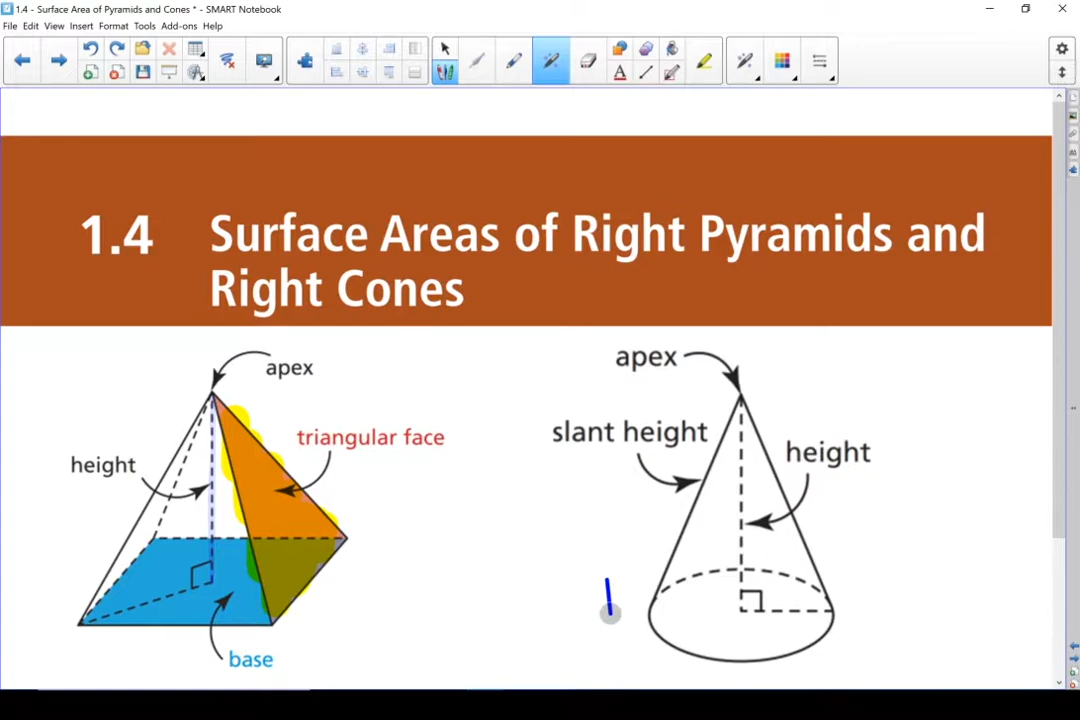 1.4 - Surface Area of Pyramids and Cones * - SMART Notebook
File Edit View Insert Format Tools Add-ons Help
1.4 Surface Areas of Right Pyramids and
Right Cones
apex
triangular face
height
base
apex
slant height
height